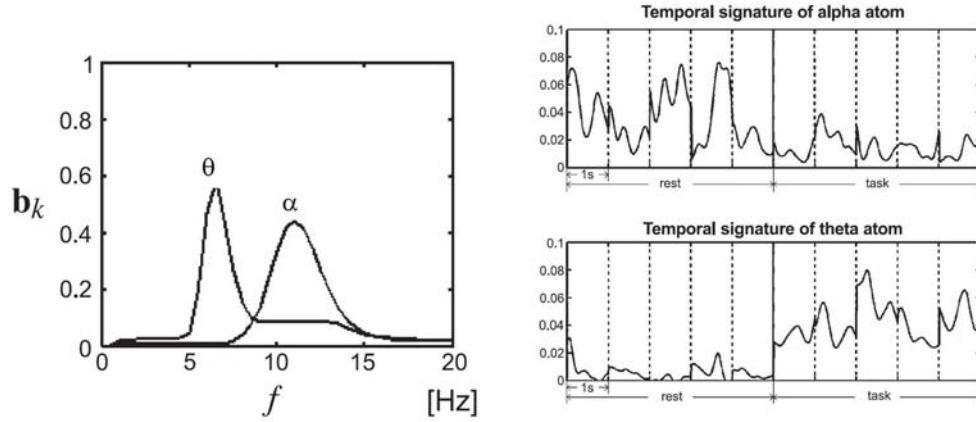 1
0.8
0.6
0.4
0.2
0
b_k
θ
α
0
5
10
15
20
f
[Hz]
Temporal signature of alpha atom
0.1
0.08
0.06
0.04
0.02
0
1s
rest
task
Temporal signature of theta atom
0.1
0.08
0.06
0.04
0.02
0
1s
rest
task